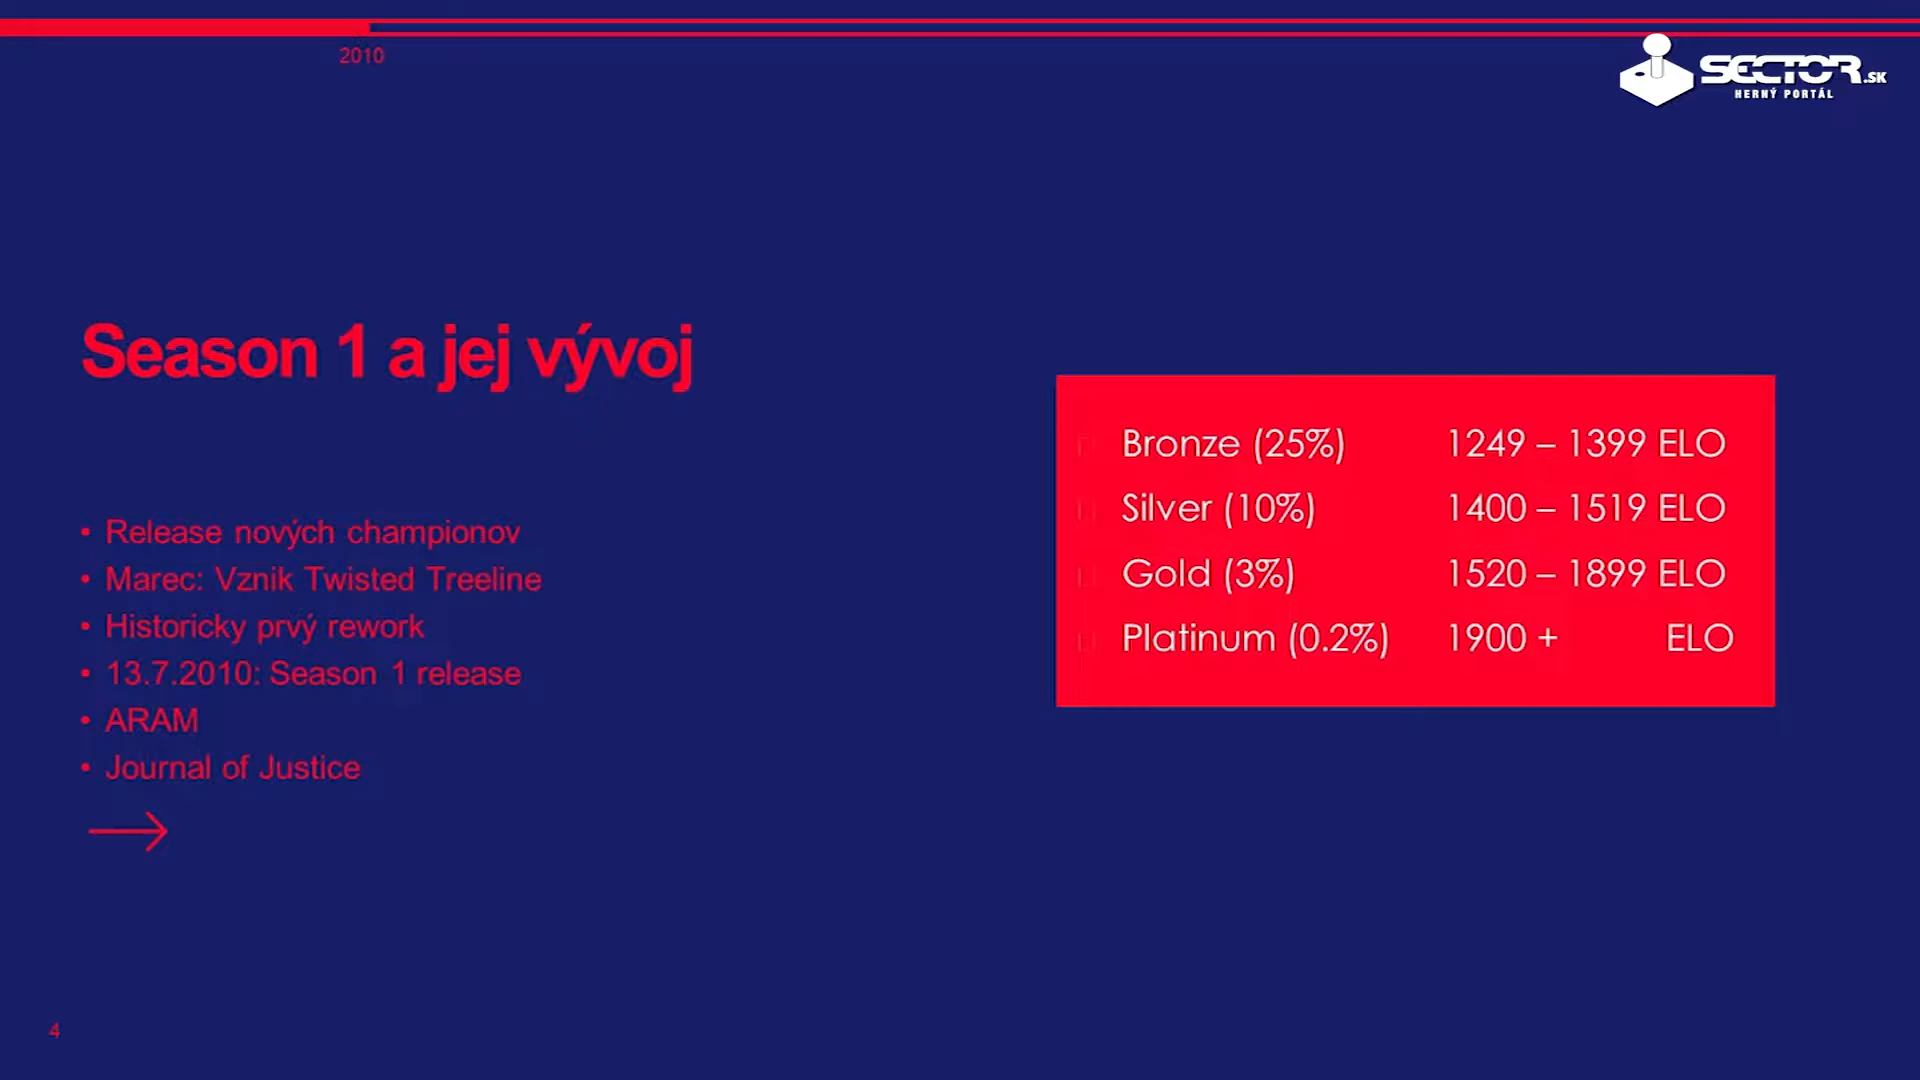 2010
SECTOR.SK
HERNÝ PORTÁL
Season 1 a jej vývoj
• Release nových championov
• Marec: Vznik Twisted Treeline
• Historicky prvý rework
• 13.7.2010: Season 1 release
• ARAM
• Journal of Justice
Bronze (25%) 1249 – 1399 ELO
Silver (10%) 1400 – 1519 ELO
Gold (3%) 1520 – 1899 ELO
Platinum (0.2%) 1900 + ELO
4